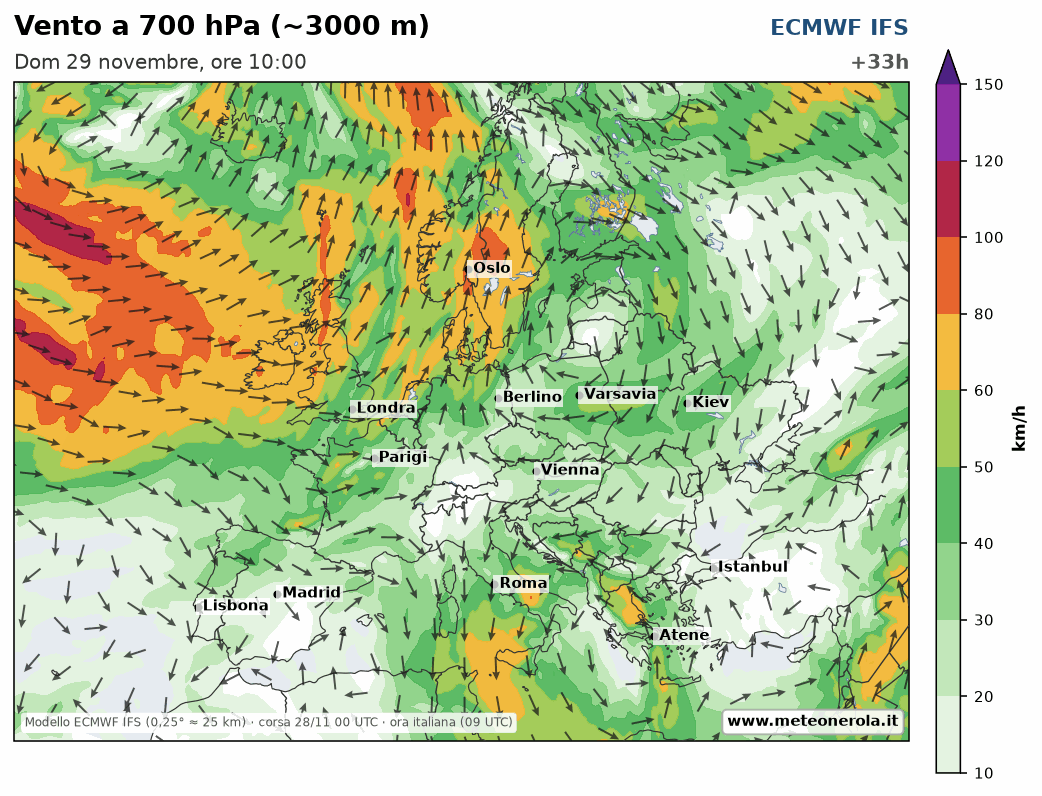 Vento a 700 hPa (~3000 m)
ECMWF IFS
Dom 29 novembre, ore 10:00
+33h
150
120
100
80
60
50
40
30
20
10
km/h
Oslo
Londra
Berlino
Varsavia
Kiev
Parigi
Vienna
Istanbul
Roma
Madrid
Lisbona
Atene
Modello ECMWF IFS (0,25° ≈ 25 km) · corsa 28/11 00 UTC · ora italiana (09 UTC)
www.meteonerola.it